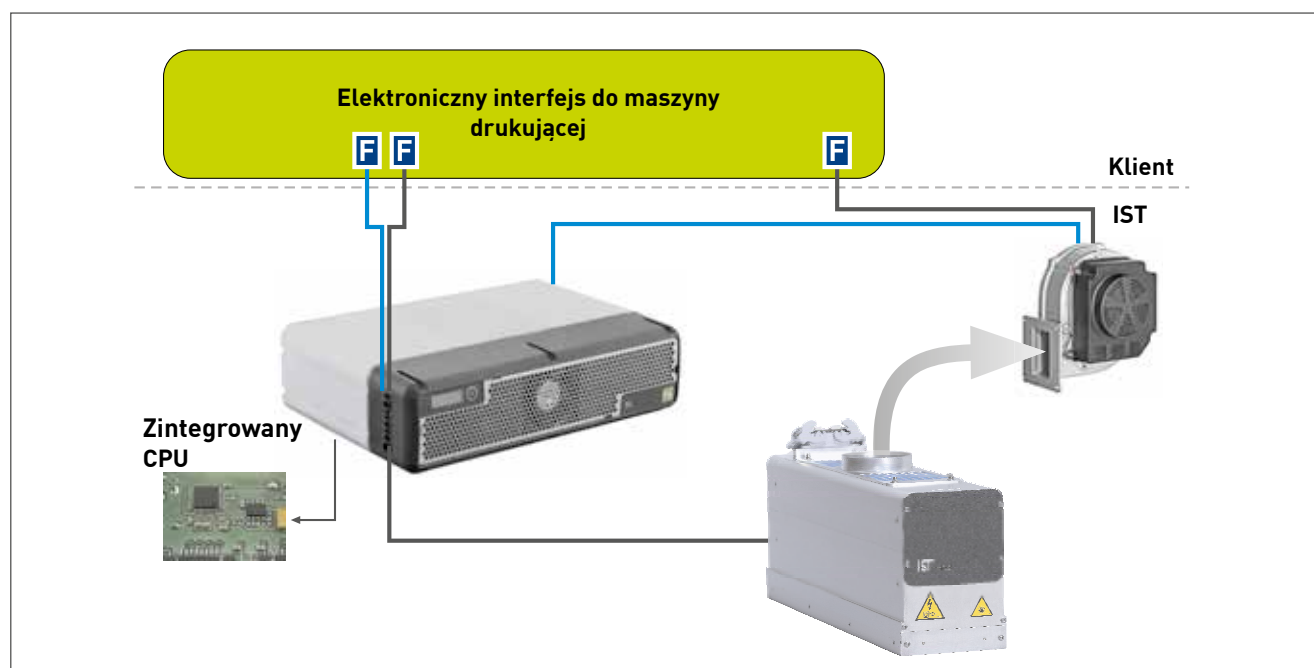 Elektroniczny interfejs do maszyny
drukującej
F
F
F
Klient
IST
Zintegrowany
CPU
IST